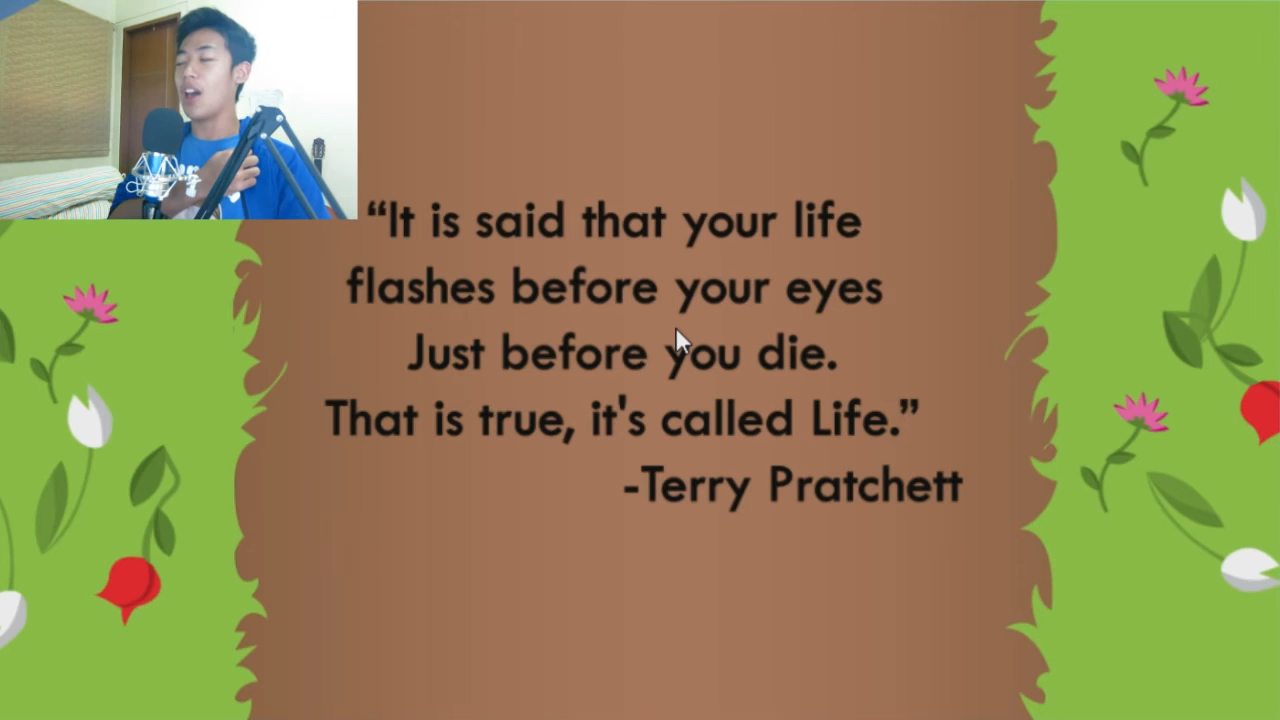 “It is said that your life
flashes before your eyes
Just before you die.
That is true, it's called Life.”
-Terry Pratchett